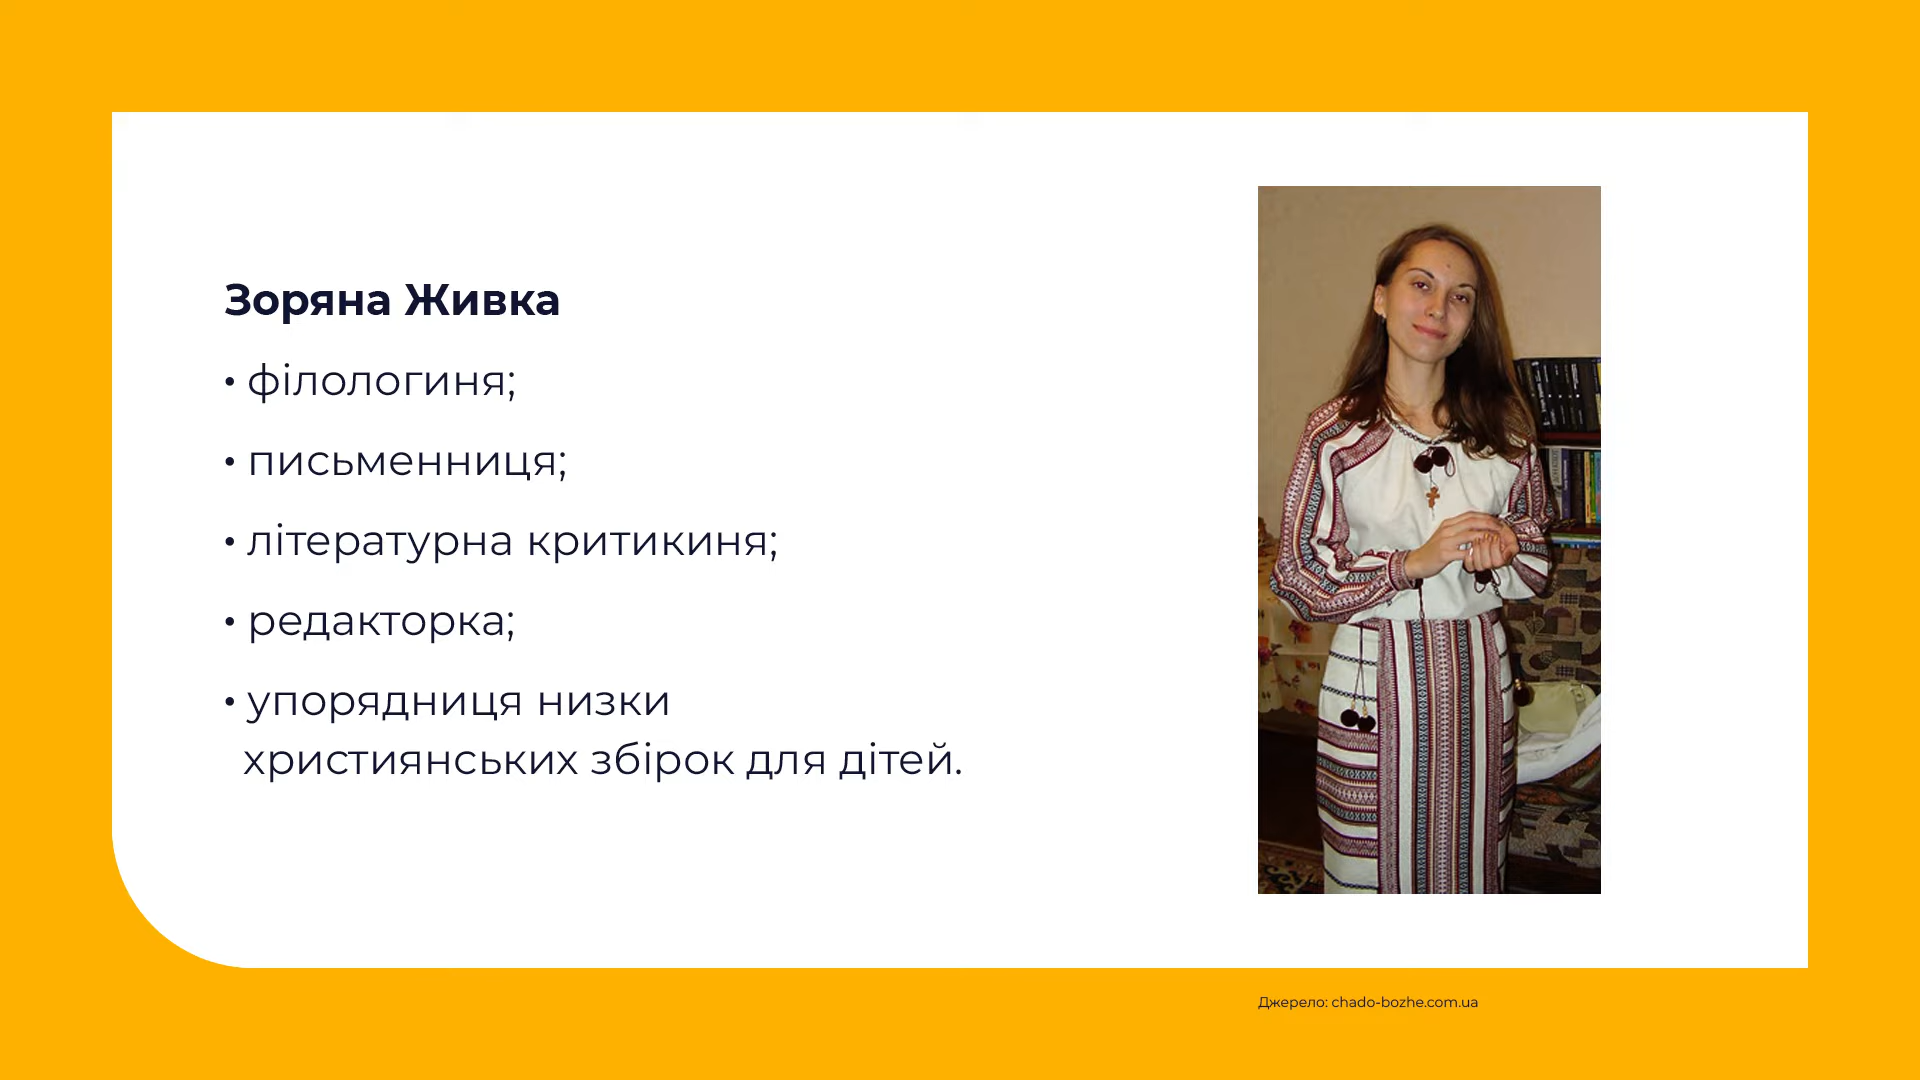 Зоряна Живка
• філологиня;
• письменниця;
• літературна критикиня;
• редакторка;
• упорядниця низки
християнських збірок для дітей.
Джерело: chado-bozhe.com.ua